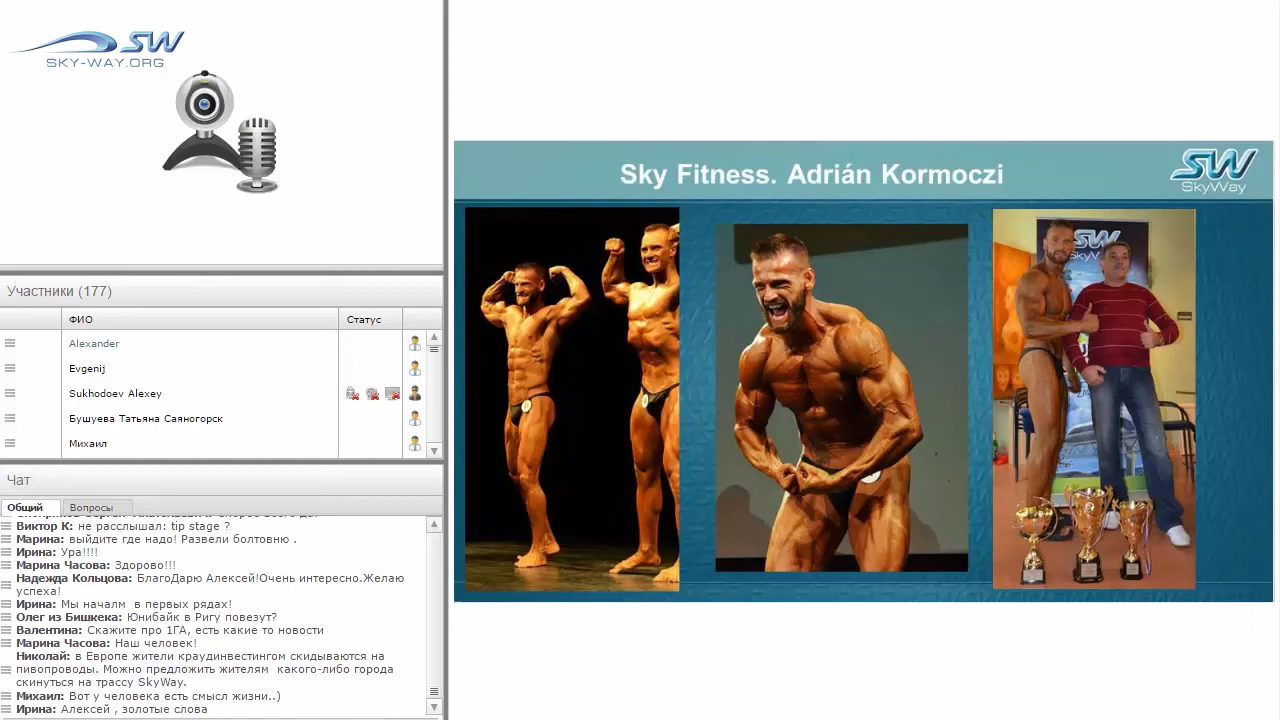 SW
SKY-WAY.ORG
Участники (177)
ФИО
Статус
Alexander
Evgenij
Sukhodoev Alexey
Бушуева Татьяна Саяногорск
Михаил
Чат
Общий
Вопросы
Виктор К: не расслышал: tip stage ?
Марина: выйдите где надо! Развели болтовню .
Ирина: Ура!!!!
Марина Часова: Здорово!!!
Надежда Кольцова: БлагоДарю Алексей!Очень интересно.Желаю
успеха!
Ирина: Мы началм в первых рядах!
Олег из Бишкека: Юнибайк в Ригу повезут?
Валентина: Скажите про 1ГА, есть какие то новости
Марина Часова: Наш человек!
Николай: в Европе жители краудинвестингом скидываются на
пивопроводы. Можно предложить жителям какого-либо города
скинуться на трассу SkyWay.
Михаил: Вот у человека есть смысл жизни..)
Ирина: Алексей , золотые слова
Sky Fitness. Adrián Kormoczi
SW
SkyWay
SW